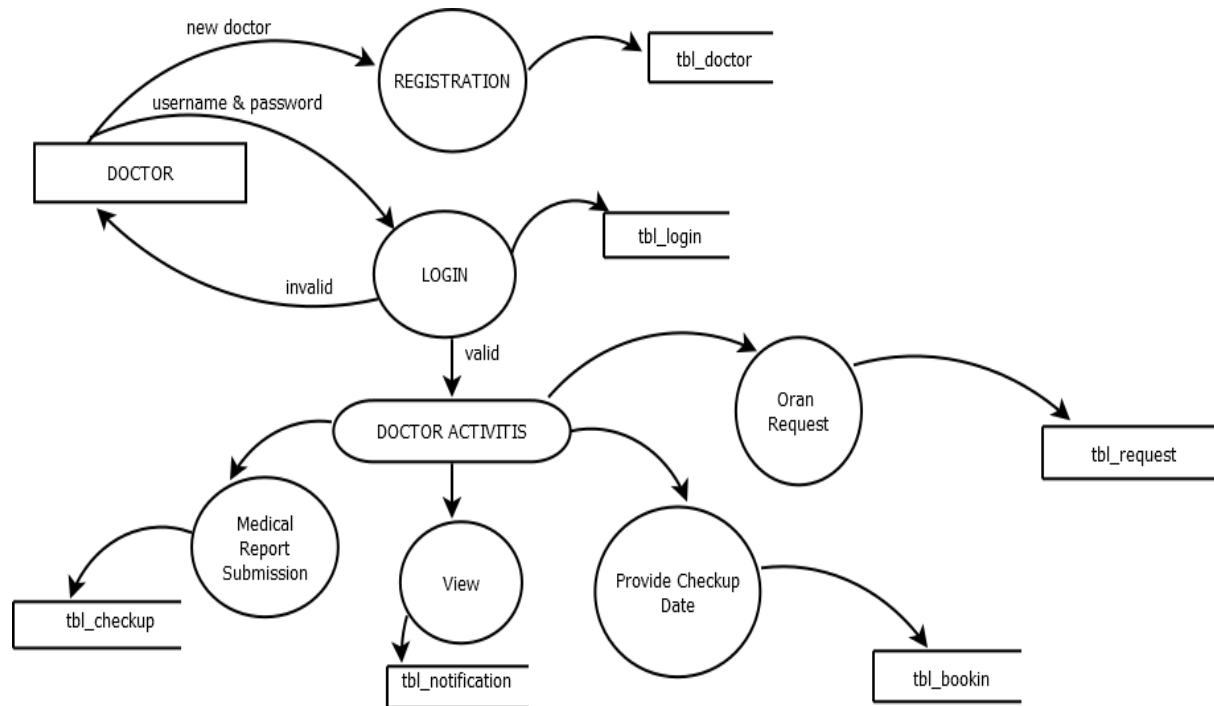 new doctor
REGISTRATION
tbl_doctor
username & password
DOCTOR
tbl_login
LOGIN
invalid
valid
Oran
Request
DOCTOR ACTIVITIS
tbl_request
Medical
Report
Submission
View
Provide Checkup
Date
tbl_checkup
tbl_notification
tbl_bookin